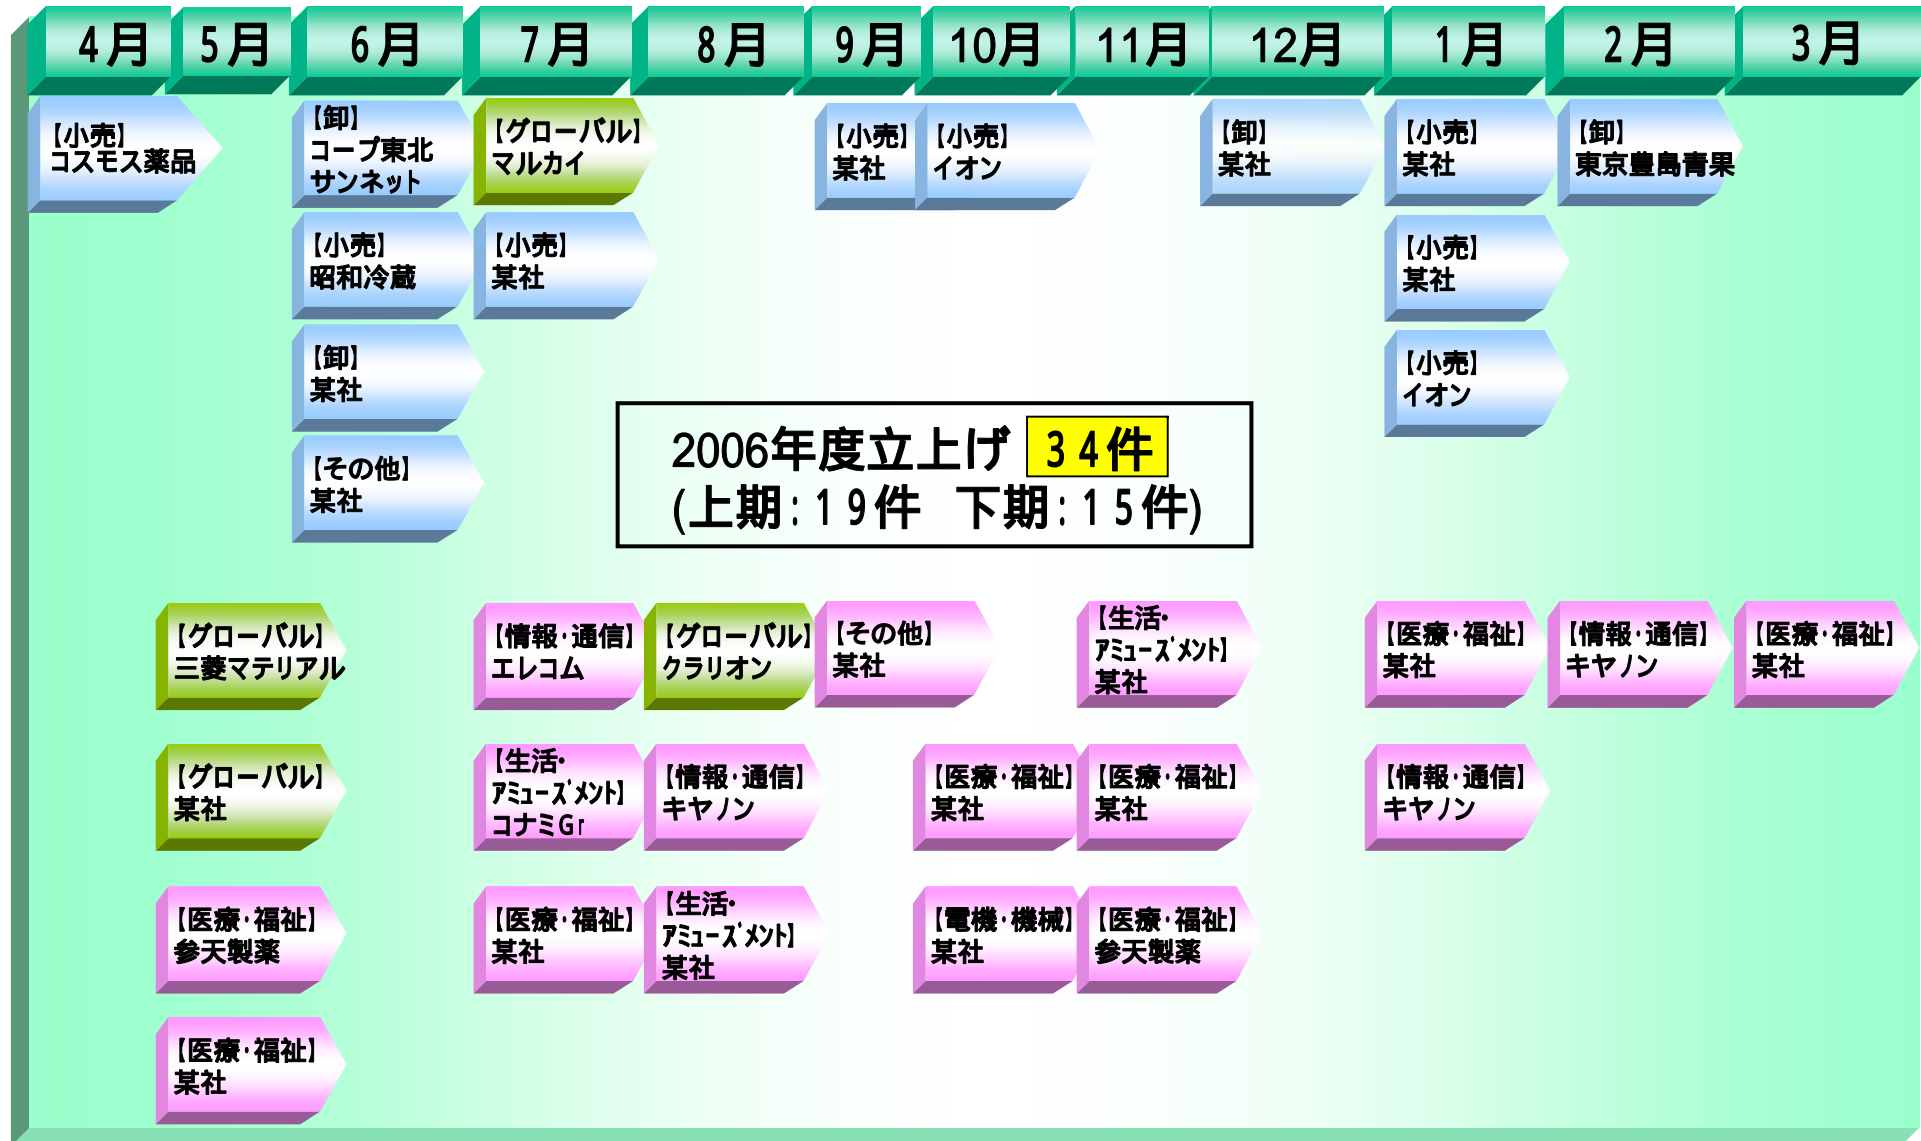 4月 5月 6月 7月 8月 9月 10月 11月 12月 1月 2月 3月
【小売】
コスモス薬品
【卸】
コープ東北
サンネット
【グローバル】
マルカイ
【小売】
某社
【小売】
イオン
【卸】
某社
【小売】
某社
【卸】
東京豊島青果
【小売】
昭和冷蔵
【小売】
某社
【小売】
某社
【卸】
某社
【小売】
イオン
【その他】
某社
2006年度立上げ ３４件
(上期：１９件　下期：１５件)
【グローバル】
三菱マテリアル
【情報・通信】
エレコム
【グローバル】
クラリオン
【その他】
某社
【生活・
ｱﾐｭｰｽﾞﾒﾝﾄ】
某社
【医療・福祉】
某社
【情報・通信】
キヤノン
【医療・福祉】
某社
【グローバル】
某社
【生活・
ｱﾐｭｰｽﾞﾒﾝﾄ】
コナミＧｒ
【情報・通信】
キヤノン
【医療・福祉】
某社
【医療・福祉】
某社
【情報・通信】
キヤノン
【医療・福祉】
参天製薬
【医療・福祉】
某社
【生活・
ｱﾐｭｰｽﾞﾒﾝﾄ】
某社
【電機・機械】
某社
【医療・福祉】
参天製薬
【医療・福祉】
某社